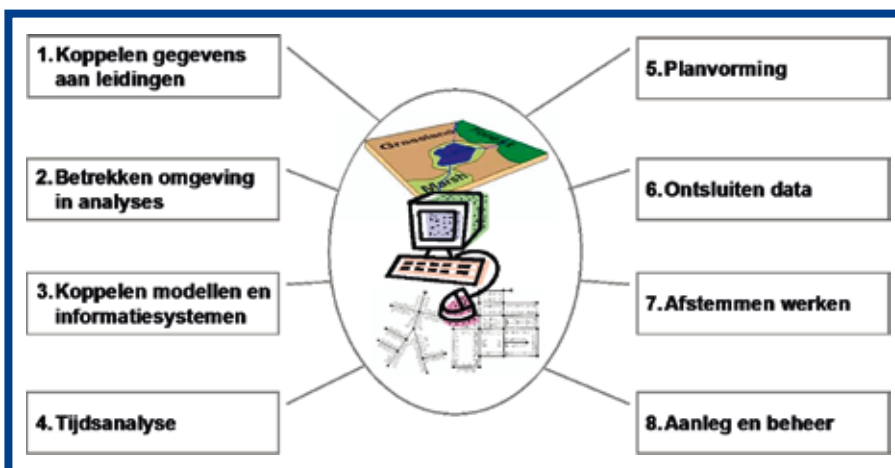 1. Koppelen gegevens
aan leidingen
2. Betrekken omgeving
in analyses
3. Koppelen modellen en
informatiesystemen
4. Tijdsanalyse
Grassland
Forest
Marsh
5. Planvorming
6. Ontsluiten data
7. Afstemmen werken
8. Aanleg en beheer